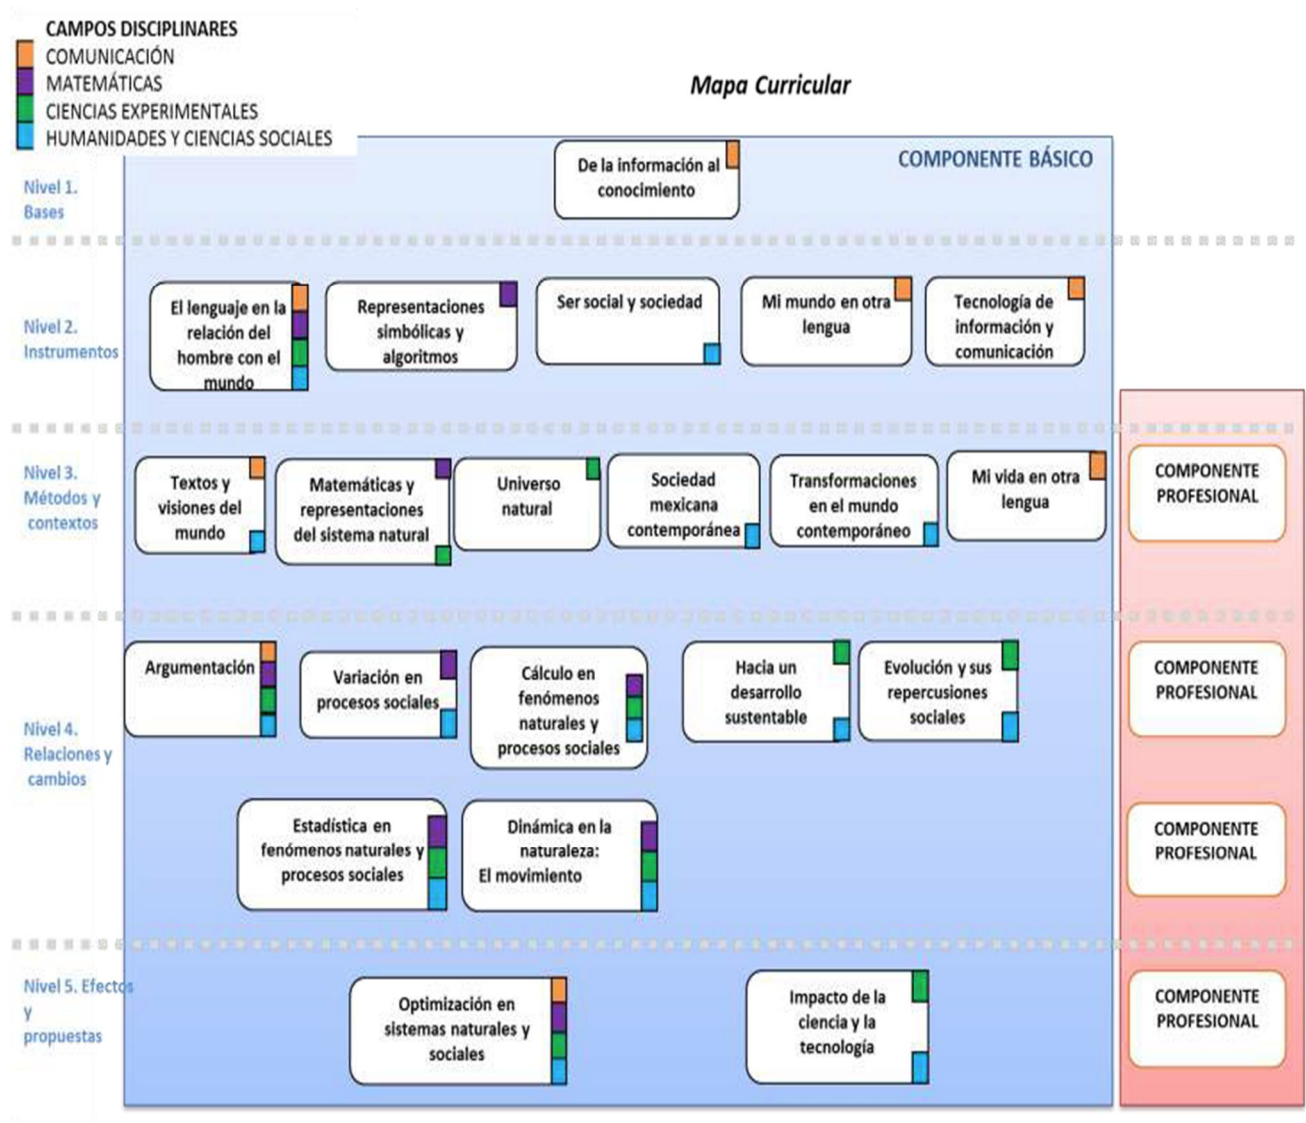 CAMPOS DISCIPLINARES
COMUNICACIÓN
MATEMÁTICAS
CIENCIAS EXPERIMENTALES
HUMANIDADES Y CIENCIAS SOCIALES
Mapa Curricular
COMPONENTE BÁSICO
Nivel 1.
Bases
De la información al
conocimiento
Nivel 2.
Instrumentos
El lenguaje en la
relación del
hombre con el
mundo
Representaciones
simbólicas y
algoritmos
Ser social y sociedad
Mi mundo en otra
lengua
Tecnología de
información y
comunicación
Nivel 3.
Métodos y
contextos
Textos y
visiones del
mundo
Matemáticas y
representaciones
del sistema natural
Universo
natural
Sociedad
mexicana
contemporánea
Transformaciones
en el mundo
contemporáneo
Mi vida en otra
lengua
COMPONENTE
PROFESIONAL
Nivel 4.
Relaciones y
cambios
Argumentación
Variación en
procesos sociales
Cálculo en
fenómenos
naturales y
procesos sociales
Hacia un
desarrollo
sustentable
Evolución y sus
repercusiones
sociales
COMPONENTE
PROFESIONAL
Estadística en
fenómenos naturales y
procesos sociales
Dinámica en la
naturaleza:
El movimiento
COMPONENTE
PROFESIONAL
Nivel 5. Efectos
y
propuestas
Optimización en
sistemas naturales y
sociales
Impacto de la
ciencia y la
tecnología
COMPONENTE
PROFESIONAL